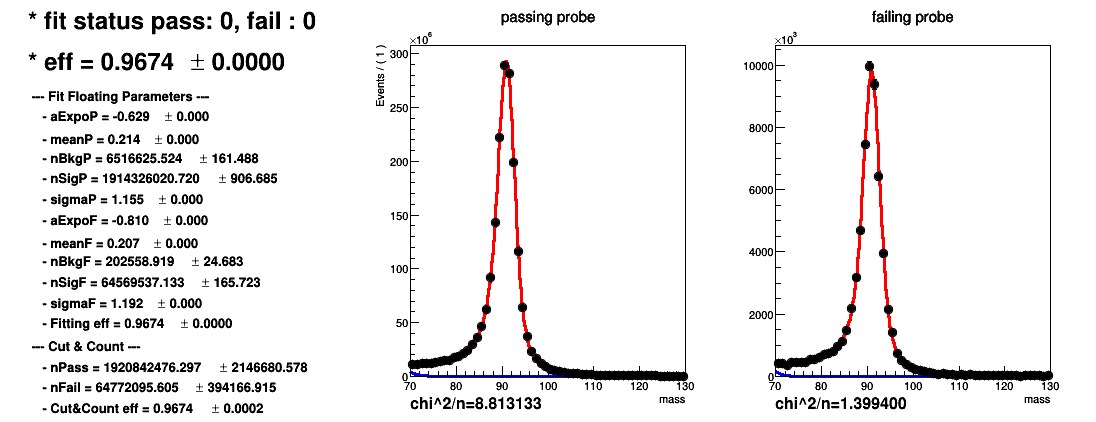 * fit status pass: 0, fail : 0
* eff = 0.9674 ± 0.0000
--- Fit Floating Parameters ---
- aExpoP = -0.629 ± 0.000
- meanP = 0.214 ± 0.000
- nBkgP = 6516625.524 ± 161.488
- nSigP = 1914326020.720 ± 906.685
- sigmaP = 1.155 ± 0.000
- aExpoF = -0.810 ± 0.000
- meanF = 0.207 ± 0.000
- nBkgF = 202558.919 ± 24.683
- nSigF = 64569537.133 ± 165.723
- sigmaF = 1.192 ± 0.000
- Fitting eff = 0.9674 ± 0.0000
--- Cut & Count ---
- nPass = 1920842476.297 ± 2146680.578
- nFail = 64772095.605 ± 394166.915
- Cut&Count eff = 0.9674 ± 0.0002
passing probe
×10^6
Events / ( 1 )
300
250
200
150
100
50
0
70 80 90 100 110 120 130
mass
chi^2/n=8.813133
failing probe
×10^3
10000
8000
6000
4000
2000
0
70 80 90 100 110 120 130
mass
chi^2/n=1.399400